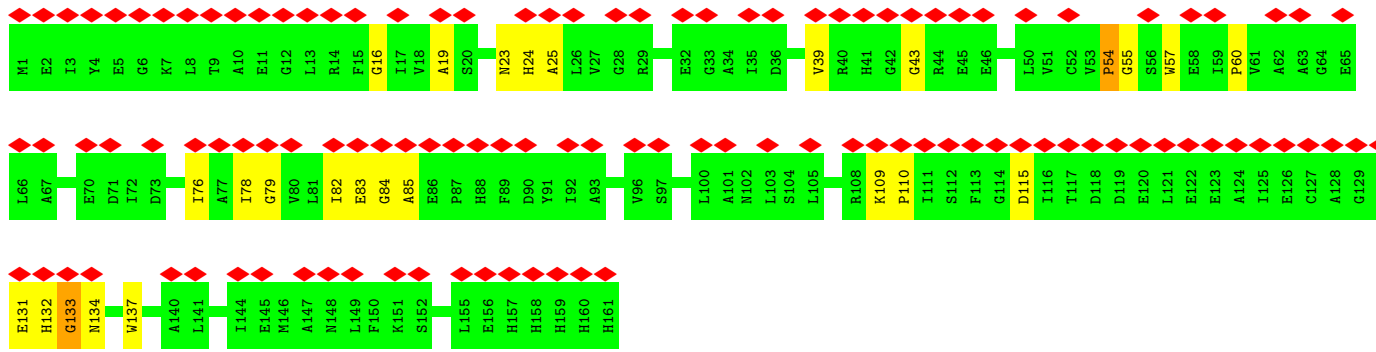 M1 E2 I3 Y4 E5 G6 K7 L8 T9 A10 E11 G12 L13 R14 F15 G16 I17 V18 A19 S20 N23 H24 A25 L26 V27 G28 R29 E32 G33 A34 I35 D36 V39 R40 H41 G42 G43 R44 E45 E46 L50 V51 C52 V53 P54 G55 S56 W57 E58 I59 P60 V61 A62 A63 G64 E65
L66 A67 E70 D71 I72 D73 I76 A77 I78 G79 V80 L81 I82 E83 G84 A85 E86 P87 H88 F89 D90 Y91 I92 A93 V96 S97 L100 A101 N102 L103 S104 L105 R108 K109 P110 I111 S112 F113 G114 D115 I116 T117 D118 D119 E120 L121 E122 E123 A124 I125 E126 C127 A128 G129
E131 H132 G133 N134 W137 A140 L141 I144 E145 M146 A147 N148 L149 F150 K151 S152 L155 E156 H157 H158 H159 H160 H161